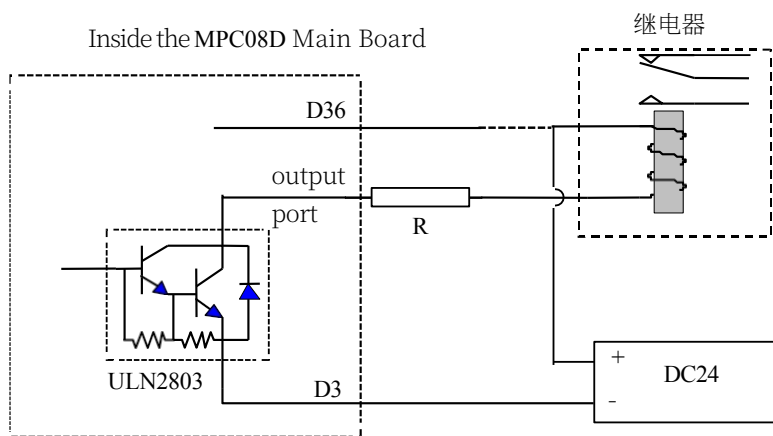 继电器
Inside the MPC08D Main Board
D36
output
port
R
ULN2803
D3
+
DC24
-